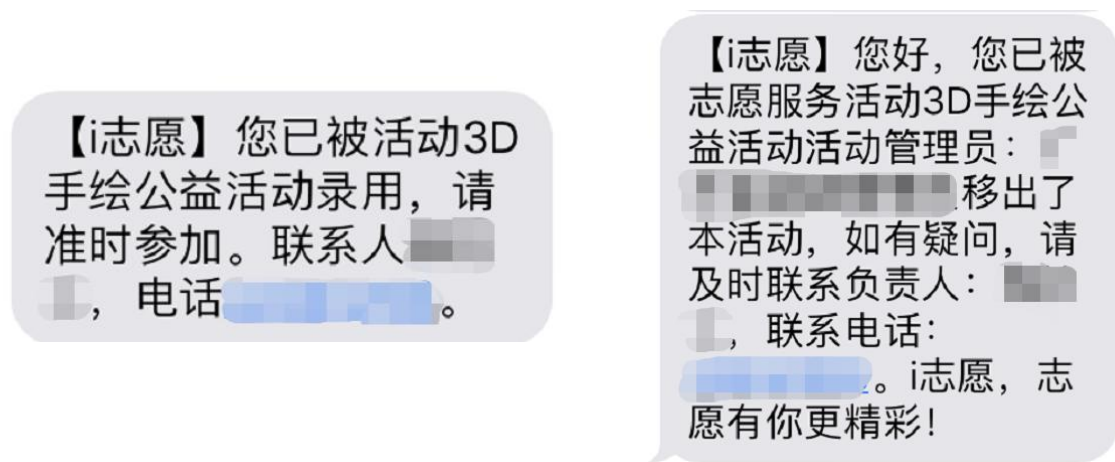 【i志愿】您已被活动3D
手绘公益活动录用，请
准时参加。联系人
，电话 。
【i志愿】您好，您已被
志愿服务活动3D手绘公
益活动活动管理员：
移出了
本活动，如有疑问，请
及时联系负责人：
，联系电话：
。i志愿，志
愿有你更精彩！